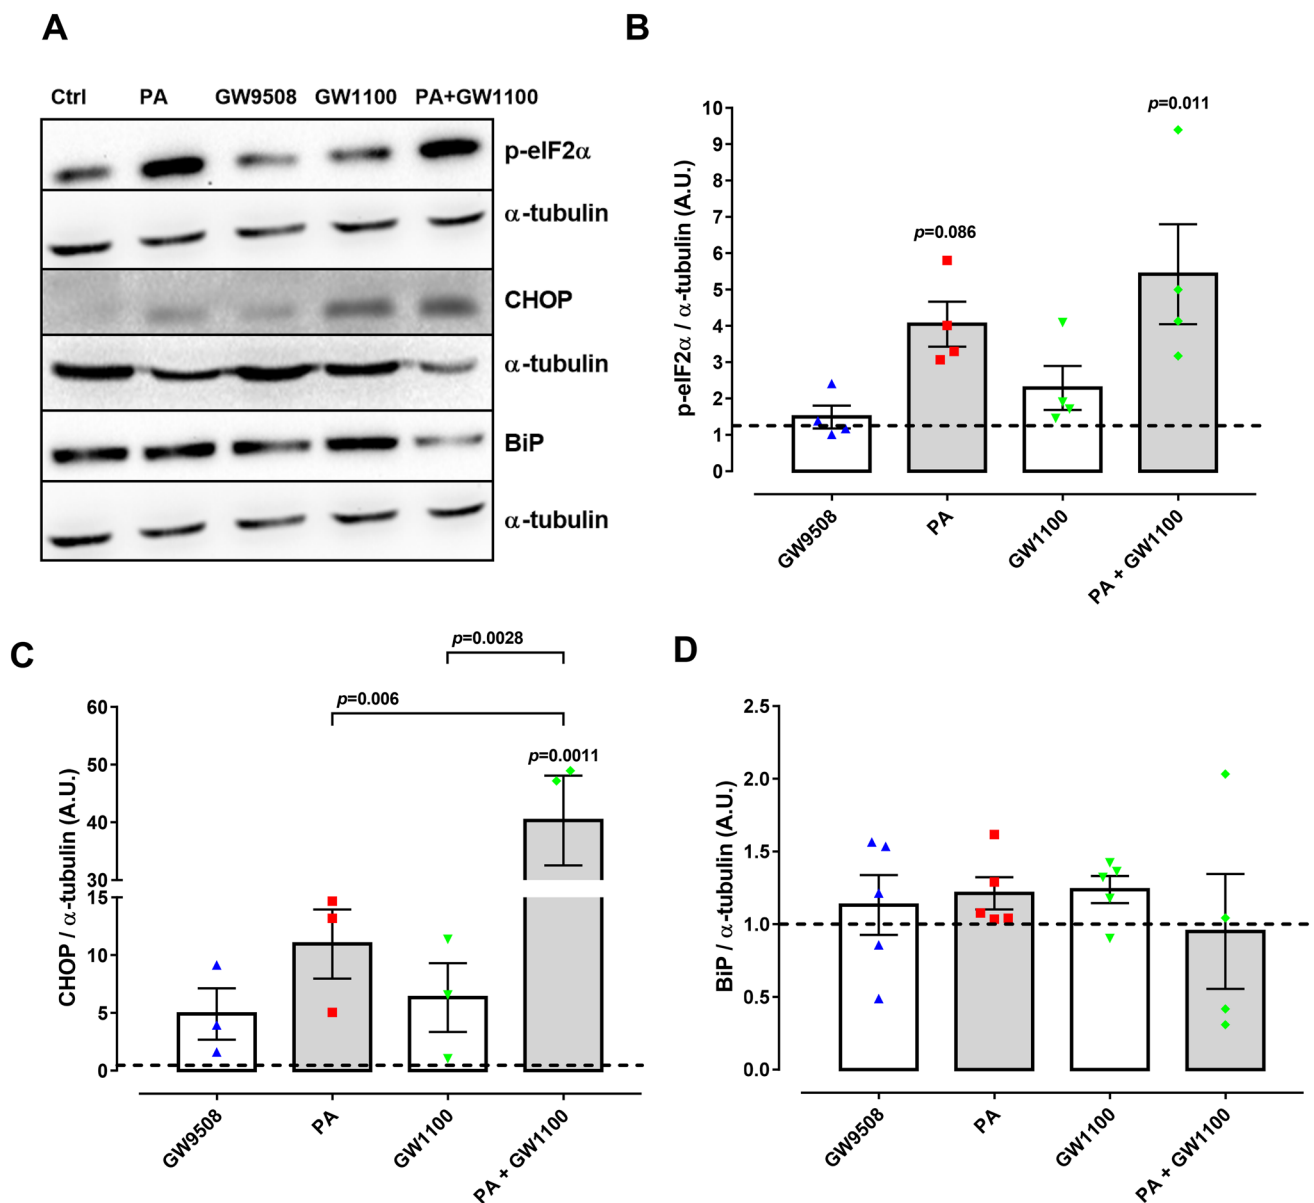 A
Ctrl PA GW9508 GW1100 PA+GW1100
p-eIF2α
α-tubulin
CHOP
α-tubulin
BiP
α-tubulin
B
p-eIF2α / α-tubulin (A.U.)
10
9
8
7
6
5
4
3
2
1
0
p=0.086
p=0.011
GW9508
PA
GW1100
PA + GW1100
C
CHOP / α-tubulin (A.U.)
60
50
40
30
15
10
5
0
p=0.0028
p=0.006
p=0.0011
GW9508
PA
GW1100
PA + GW1100
D
BiP / α-tubulin (A.U.)
2.5
2.0
1.5
1.0
0.5
0.0
GW9508
PA
GW1100
PA + GW1100